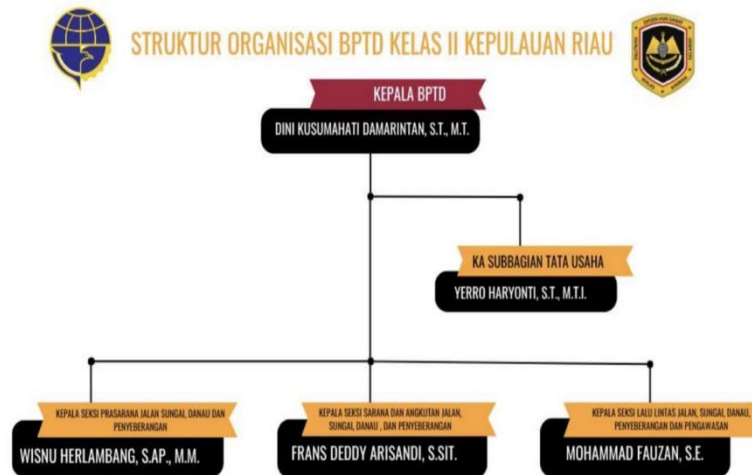 STRUKTUR ORGANISASI BPTD KELAS II KEPULAUAN RIAU
KEPALA BPTD
DINI KUSUMAHATI DAMARINTAN, S.T., M.T.
KA SUBBAGIAN TATA USAHA
YERRO HARYONTI, S.T., M.T.I.
KEPALA SEKSI PRASARANA JALAN SUNGAI, DANAU DAN
PENYEBERANGAN
WISNU HERLAMBANG, S.AP., M.M.
KEPALA SEKSI SARANA DAN ANGKUTAN JALAN,
SUNGAI, DANAU , DAN PENYEBERANGAN
FRANS DEDDY ARISANDI, S.SIT.
KEPALA SEKSI LALU LINTAS JALAN, SUNGAI, DANAU,
PENYEBERANGAN DAN PENGAWASAN
MOHAMMAD FAUZAN, S.E.